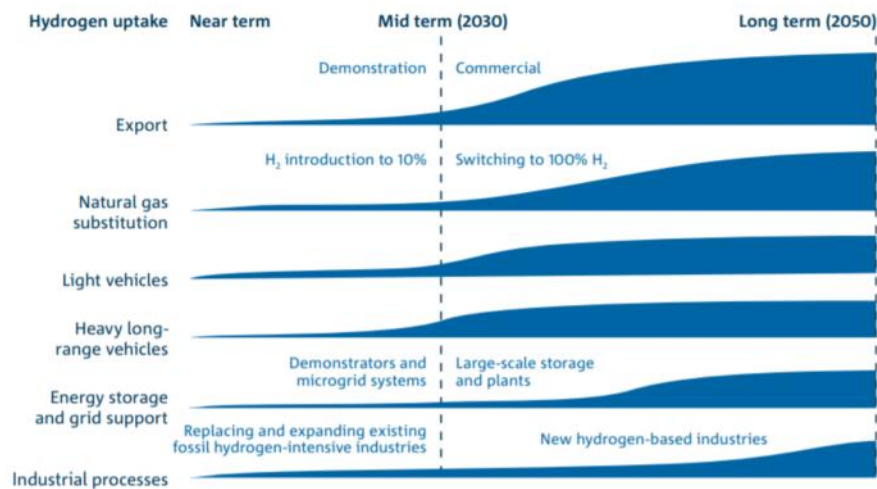 Hydrogen uptake Near term Mid term (2030) Long term (2050)
Demonstration Commercial
Export
H₂ introduction to 10% Switching to 100% H₂
Natural gas
substitution
Light vehicles
Heavy long-
range vehicles
Demonstrators and Large-scale storage
microgrid systems and plants
Energy storage
and grid support
Replacing and expanding existing
fossil hydrogen-intensive industries New hydrogen-based industries
Industrial processes